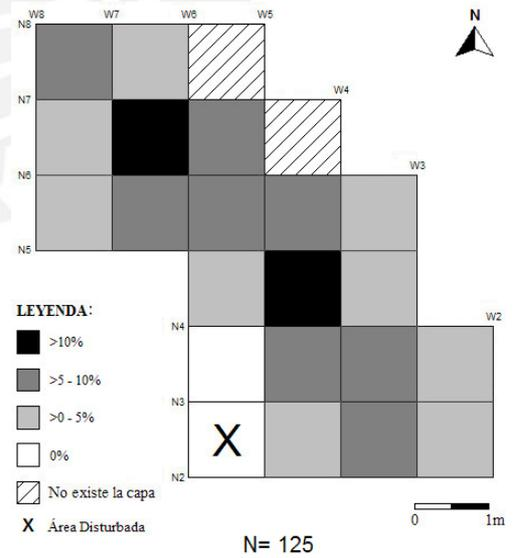 W8 W7 W6 W5
N
N8
N7
W4
N6
W3
N5
LEYENDA:
N4
W2
>10%
>5 - 10%
N3
>0 - 5%
X
0%
N2
No existe la capa
X Área Disturbada
0 1m
N= 125